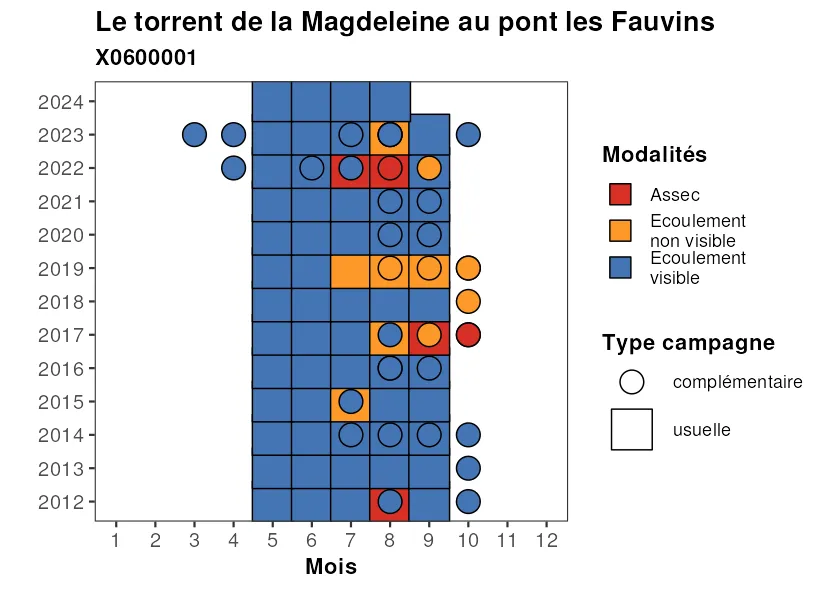 Le torrent de la Magdeleine au pont les Fauvins
X0600001
2024
2023
2022
2021
2020
2019
2018
2017
2016
2015
2014
2013
2012
1 2 3 4 5 6 7 8 9 10 11 12
Mois
Modalités
Assec
Ecoulement
non visible
Ecoulement
visible
Type campagne
complémentaire
usuelle